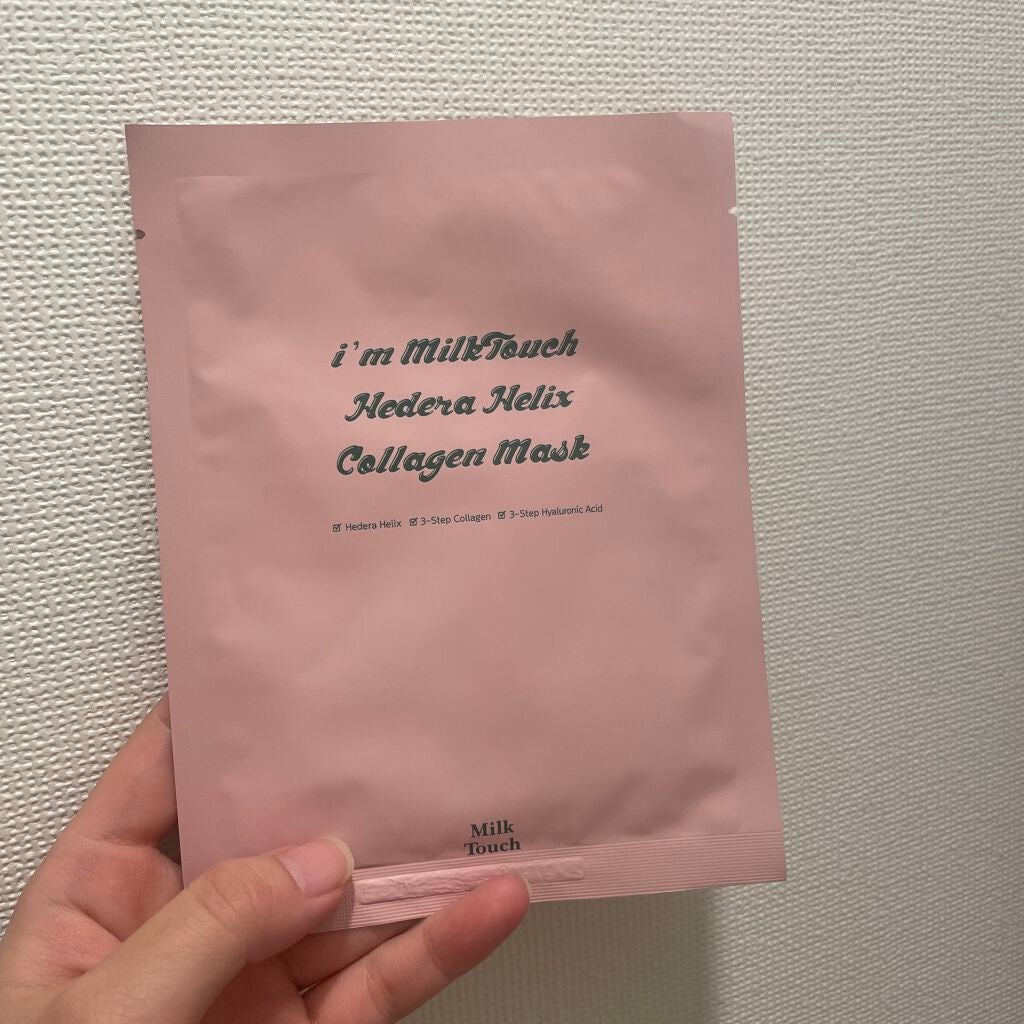 i'm MilkTouch
Hedera Helix
Collagen Mask
☑ Hedera Helix ☑ 3-Step Collagen ☑ 3-Step Hyaluronic Acid
Milk
Touch